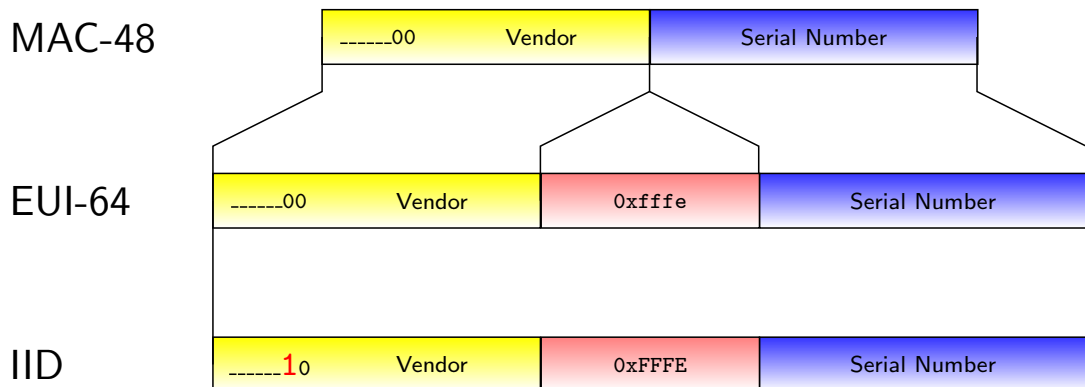 MAC-48 ______00 Vendor Serial Number
EUI-64 ______00 Vendor 0xfffe Serial Number
IID ______10 Vendor 0xFFFE Serial Number